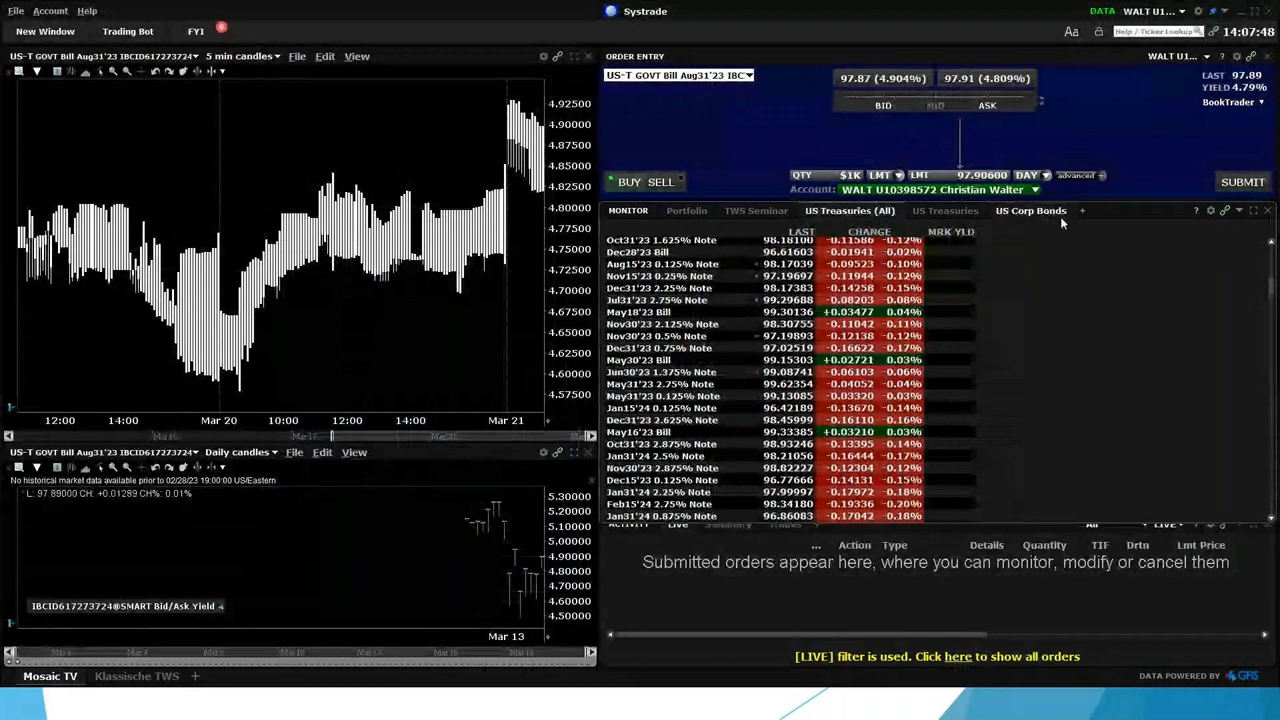 File Account Help
Systrade
DATA WALT U1...
New Window Trading Bot FYI 6
Aa Help / Ticker Lookup 14:07:48
US-T GOVT Bill Aug31'23 IBCID617273724 5 min candles File Edit View
ORDER ENTRY WALT U1...
US-T GOVT Bill Aug31'23 IBC
97.87 (4.904%) 97.91 (4.809%)
LAST 97.89
YIELD 4.79%
BookTrader
BID MID ASK
QTY $1K LMT LMT 97.90600 DAY advanced +
BUY SELL
SUBMIT
Account: WALT U10398572 Christian Walter
MONITOR Portfolio TWS Seminar US Treasuries (All) US Treasuries US Corp Bonds +
LAST CHANGE MRK YLD
Oct31'23 1.625% Note 98.18100 -0.11586 -0.12%
Dec28'23 Bill 96.61603 -0.01941 -0.02%
Aug15'23 0.125% Note 98.17039 -0.09523 -0.10%
Nov15'23 0.25% Note 97.19697 -0.11944 -0.12%
Dec31'23 2.25% Note 98.17383 -0.14258 -0.15%
Jul31'23 2.75% Note 99.29688 -0.08203 -0.08%
May18'23 Bill 99.30136 +0.03477 0.04%
Nov30'23 2.125% Note 98.30755 -0.11042 -0.11%
Nov30'23 0.5% Note 97.19893 -0.12138 -0.12%
Dec31'23 0.75% Note 97.02519 -0.16622 -0.17%
May30'23 Bill 99.15303 +0.02721 0.03%
Jun30'23 1.375% Note 99.08741 -0.06103 -0.06%
May31'23 2.75% Note 99.62354 -0.04052 -0.04%
May31'23 0.125% Note 99.13085 -0.03320 -0.03%
Jan15'24 0.125% Note 96.42189 -0.13670 -0.14%
Dec31'23 2.625% Note 98.45999 -0.16110 -0.16%
May16'23 Bill 99.33385 +0.03210 0.03%
Oct31'23 2.875% Note 98.93246 -0.13395 -0.14%
Jan31'24 2.5% Note 98.21056 -0.16444 -0.17%
Nov30'23 2.875% Note 98.82227 -0.12304 -0.12%
Dec15'23 0.125% Note 96.77666 -0.14131 -0.15%
Jan31'24 2.25% Note 97.99997 -0.17972 -0.18%
Feb15'24 2.75% Note 98.34180 -0.19336 -0.20%
Jan31'24 0.875% Note 96.86083 -0.17042 -0.18%
4.92500
4.90000
4.87500
4.85000
4.82500
4.80000
4.77500
4.75000
4.72500
4.70000
4.67500
4.65000
4.62500
4.60000
4.57500
12:00 14:00 Mar 20 10:00 12:00 14:00 Mar 21
Mar16 Mar17 Mar20
US-T GOVT Bill Aug31'23 IBCID617273724 Daily candles File Edit View
No historical market data available prior to 02/28/23 19:00:00 US/Eastern
L: 97.89000 CH: +0.01289 CH%: 0.01%
5.30000
5.20000
5.10000
5.00000
4.90000
4.80000
4.70000
4.60000
4.50000
IBCID617273724@SMART Bid/Ask Yield
Mar 13
ACTIVITY Live Summary Trades + All LIVE
... Action Type Details Quantity TIF Drtn Lmt Price
Submitted orders appear here, where you can monitor, modify or cancel them
[LIVE] filter is used. Click here to show all orders
Mosaic TV Klassische TWS +
DATA POWERED BY GFIS